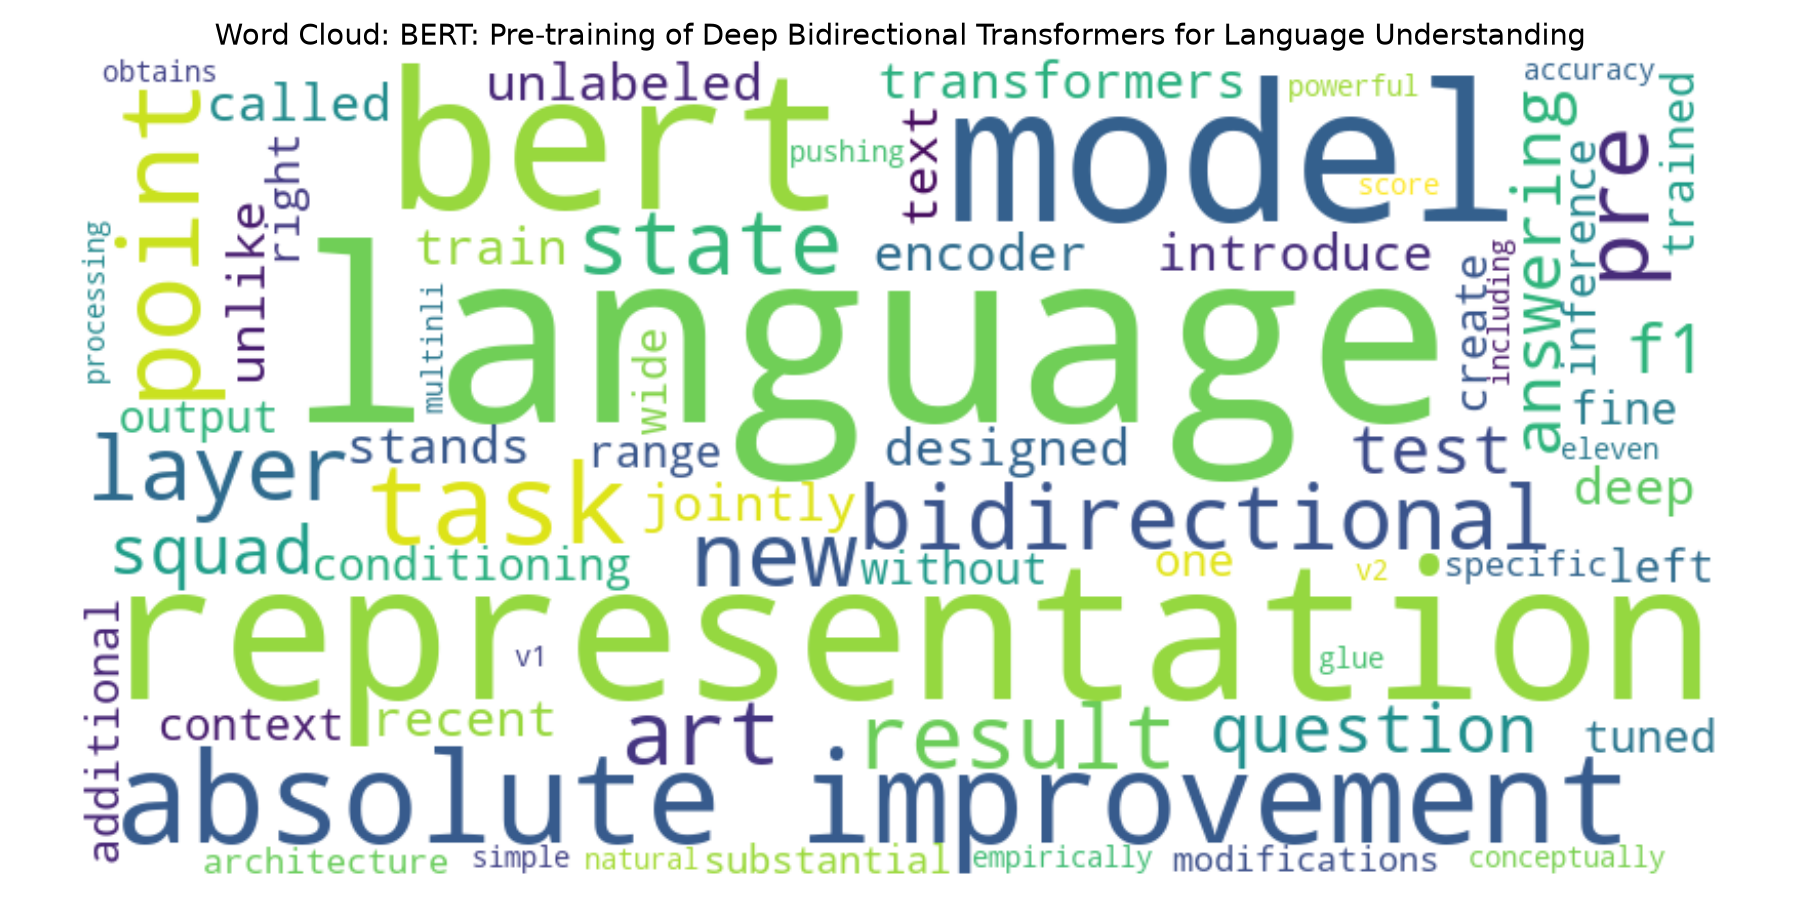 Word Cloud: BERT: Pre-training of Deep Bidirectional Transformers for Language Understanding
obtains
called
unlabeled
transformers
powerful
accuracy
point
bert
pushing
text
model
score
answering
trained
right
unlike
processing
train
state
encoder
introduce
create
including
inference
pre
language
multinli
wide
f1
output
fine
layer
stands
range
designed
test
eleven
task
jointly
bidirectional
deep
squad
conditioning
new
without
one
v2
specific
left
representation
v1
glue
additional
context
recent
art
result
question
tuned
absolute improvement
architecture
simple
natural
substantial
empirically
modifications
conceptually